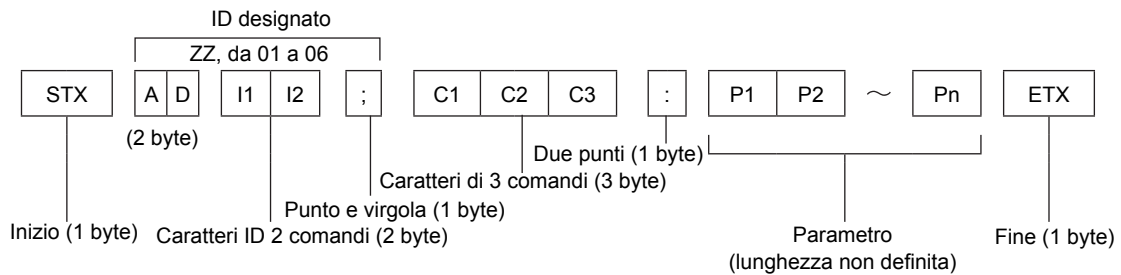 ID designato
ZZ, da 01 a 06
STX A D I1 I2 ; C1 C2 C3 : P1 P2 ～ Pn ETX
(2 byte)
Due punti (1 byte)
Caratteri di 3 comandi (3 byte)
Punto e virgola (1 byte)
Inizio (1 byte) Caratteri ID 2 comandi (2 byte) Parametro Fine (1 byte)
(lunghezza non definita)